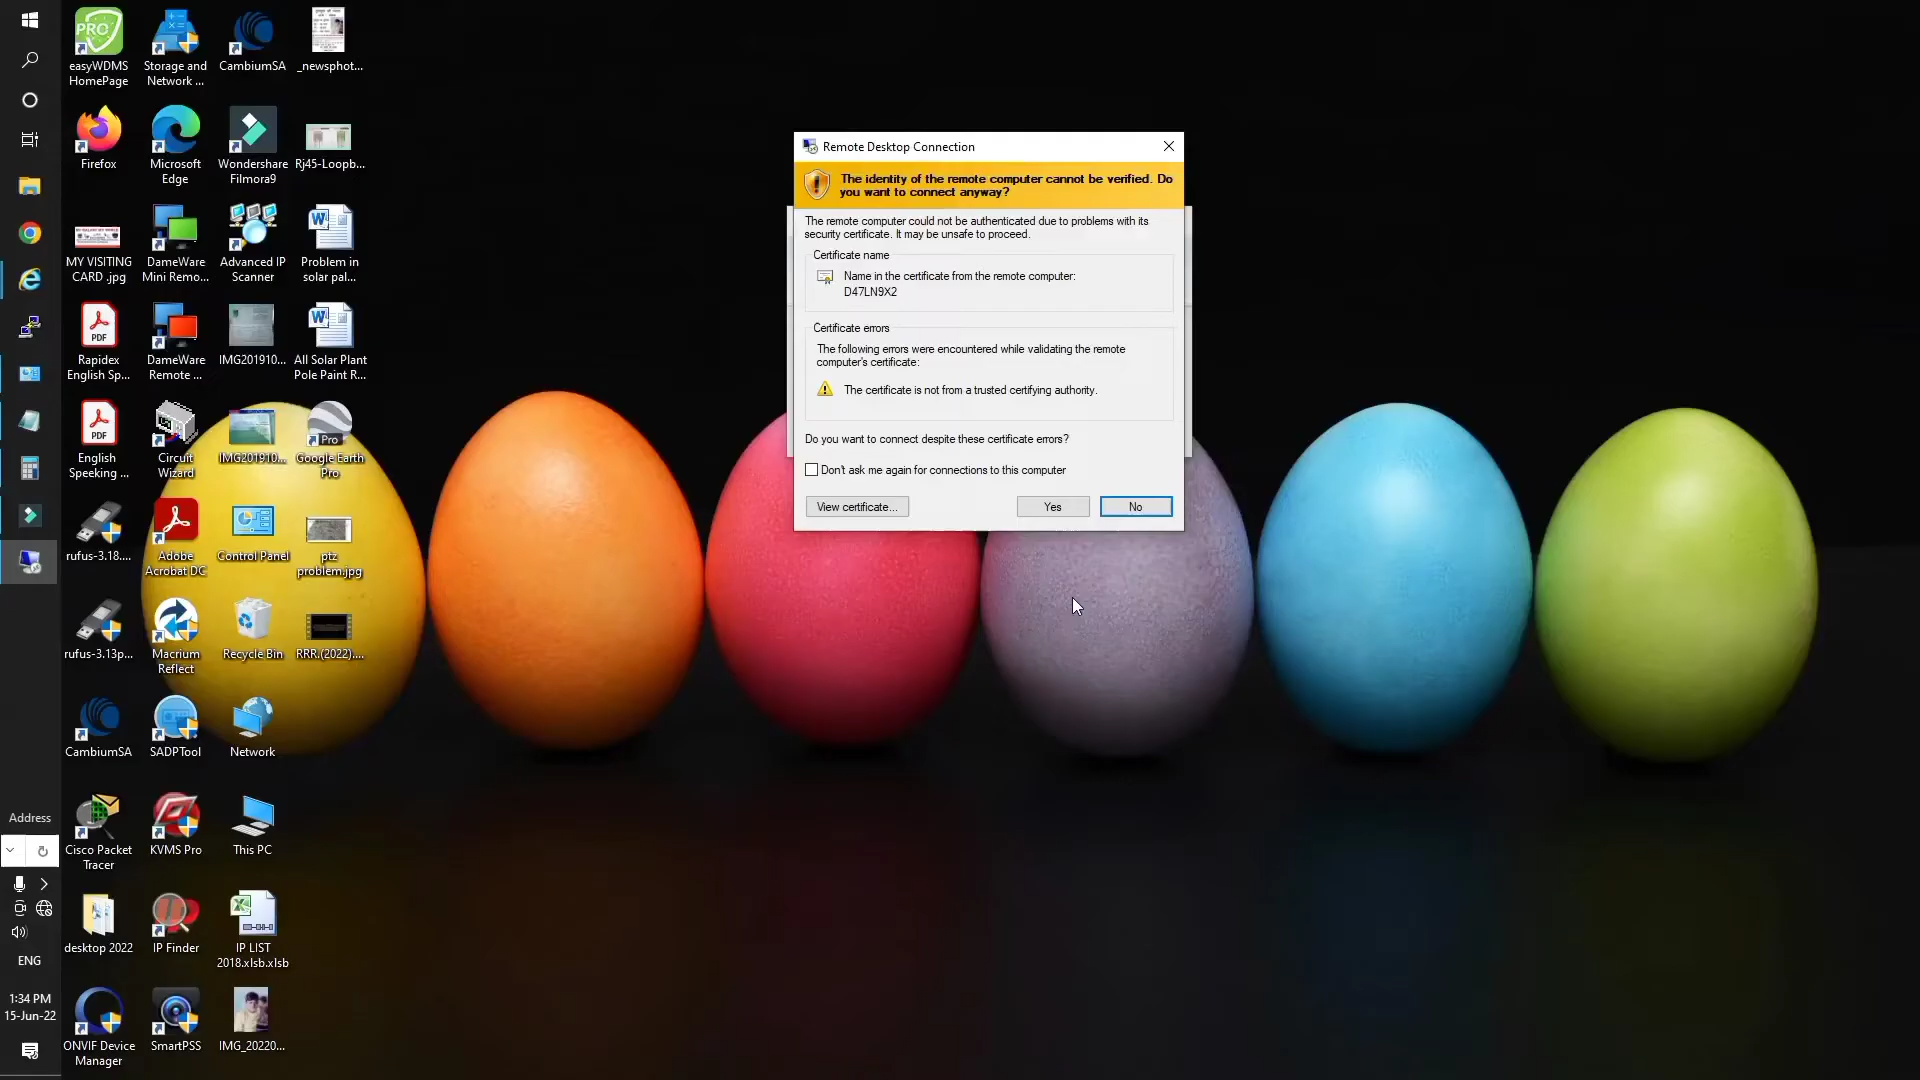 PRO
easyWDMS
HomePage
Storage and
Network ...
CambiumSA
_newsphot...
Firefox
Microsoft
Edge
Wondershare
Filmora9
Rj45-Loopb...
MY VISITING
CARD .jpg
DameWare
Mini Remo...
Advanced IP
Scanner
Problem in
solar pal...
PDF
Rapidex
English Sp...
DameWare
Remote ...
IMG201910...
All Solar Plant
Pole Paint R...
PDF
English
Speeking ...
Circuit
Wizard
IMG201910...
Pro
Google Earth
Pro
rufus-3.18....
Adobe
Acrobat DC
Control Panel
ptz
problem.jpg
rufus-3.13p...
Macrium
Reflect
Recycle Bin
RRR.(2022)....
CambiumSA
SADPTool
Network
Cisco Packet
Tracer
KVMS Pro
This PC
desktop 2022
IP Finder
IP LIST
2018.xlsb.xlsb
ONVIF Device
Manager
SmartPSS
IMG_20220...
Address
ENG
1:34 PM
15-Jun-22
Remote Desktop Connection
The identity of the remote computer cannot be verified. Do
you want to connect anyway?
The remote computer could not be authenticated due to problems with its
security certificate. It may be unsafe to proceed.
Certificate name
Name in the certificate from the remote computer:
D47LN9X2
Certificate errors
The following errors were encountered while validating the remote
computer's certificate:
The certificate is not from a trusted certifying authority.
Do you want to connect despite these certificate errors?
Don't ask me again for connections to this computer
View certificate...
Yes
No